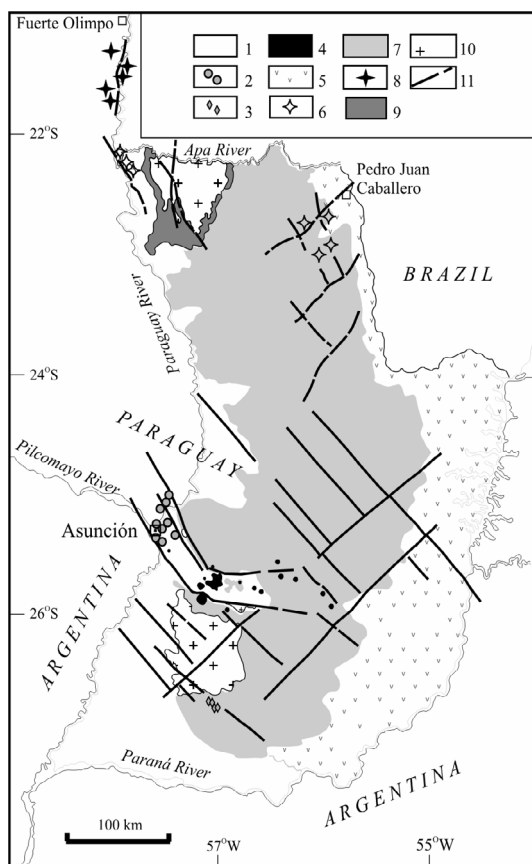 Fuerte Olimpo
1 4 7 10
2 5 8 11
3 6 9
22°S
Apa River
Pedro Juan
Caballero
BRAZIL
Paraguay River
24°S
PARAGUAY
Pilcomayo River
Asunción
ARGENTINA
26°S
Paraná River
ARGENTINA
100 km
57°W
55°W